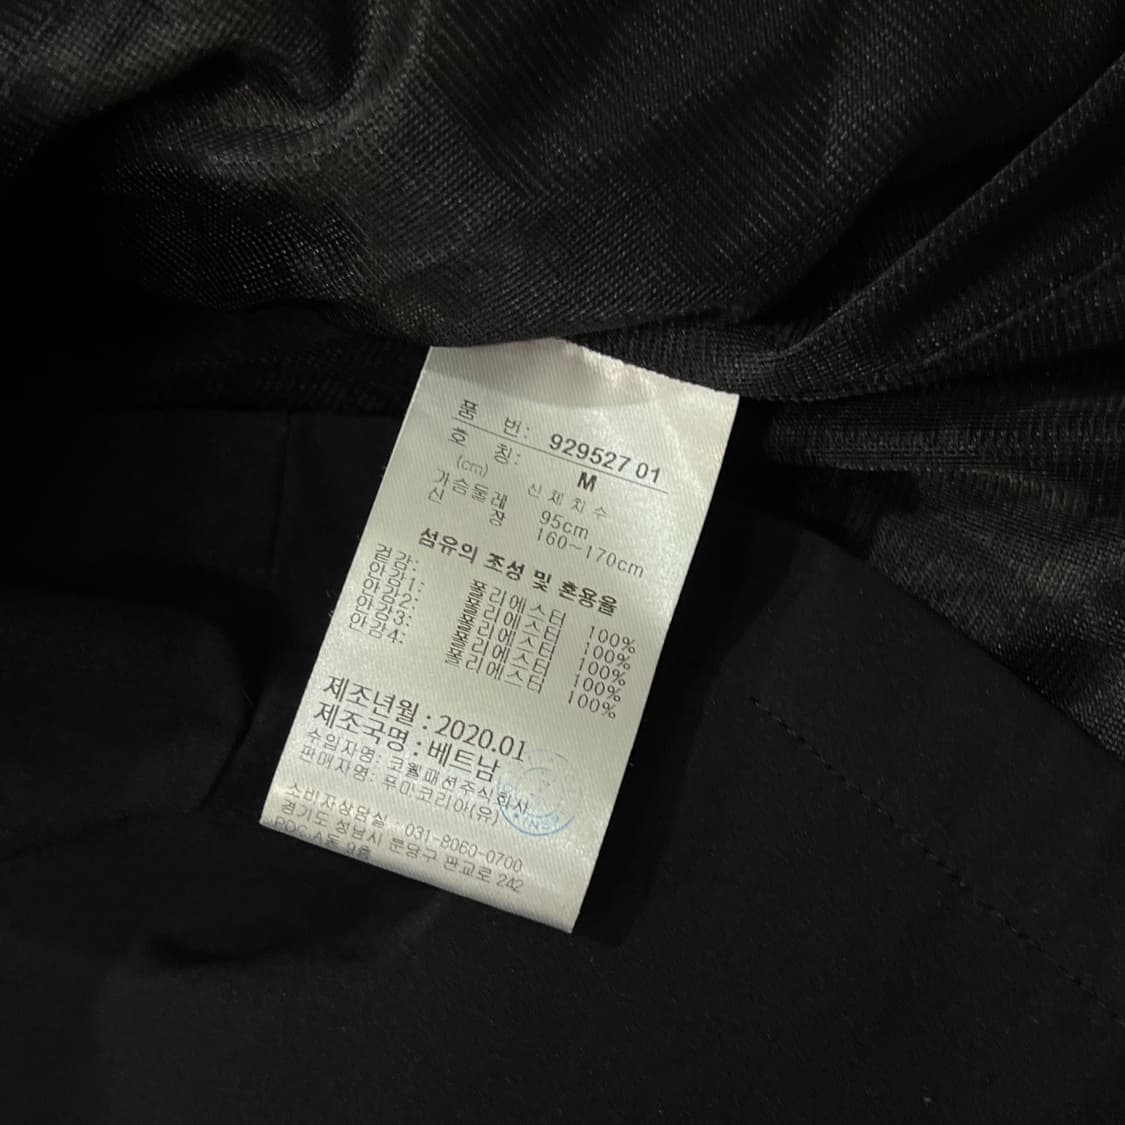 품 번: 929527 01
호 칭: M
(cm) 신체치수
가슴둘레 95cm
신 장 160~170cm
섬유의 조성 및 혼용율
겉감: 폴리에스터 100%
안감1: 폴리에스터 100%
안감2: 폴리에스터 100%
안감3: 폴리에스터 100%
안감4: 폴리에스터 100%
제조년월 : 2020.01
제조국명 : 베트남
수입자명: 코웰패션주식회사
판매자명: 푸마코리아(유)
소비자상담실 031-8060-0700
경기도 성남시 분당구 판교로 242
PDC A동 9층